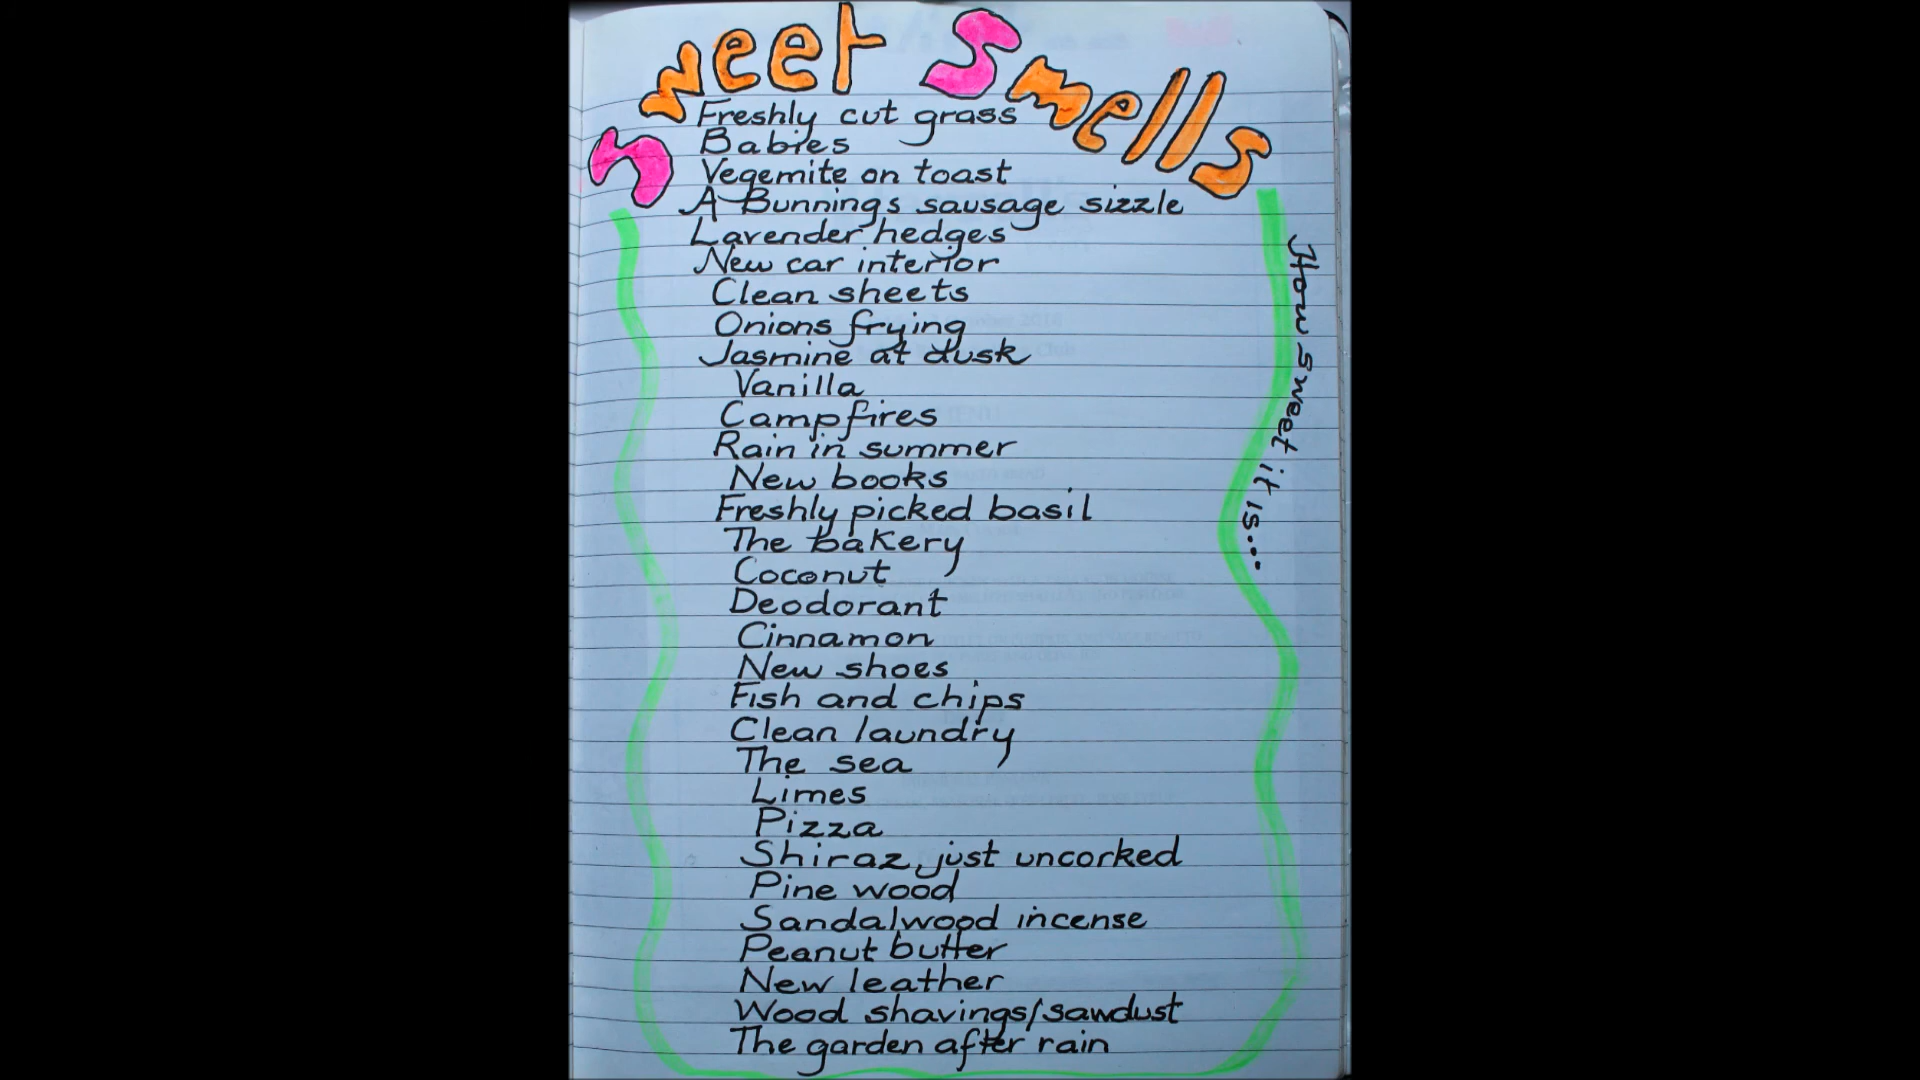 Sweet Smells
Freshly cut grass
Babies
Vegemite on toast
A Bunnings sausage sizzle
Lavender hedges
New car interior
Clean sheets
Onions frying
Jasmine at dusk
Vanilla
Campfires
Rain in summer
New books
Freshly picked basil
The bakery
Coconut
Deodorant
Cinnamon
New shoes
Fish and chips
Clean laundry
The sea
Limes
Pizza
Shiraz, just uncorked
Pine wood
Sandalwood incense
Peanut butter
New leather
Wood shavings/sawdust
The garden after rain
How sweet it is....